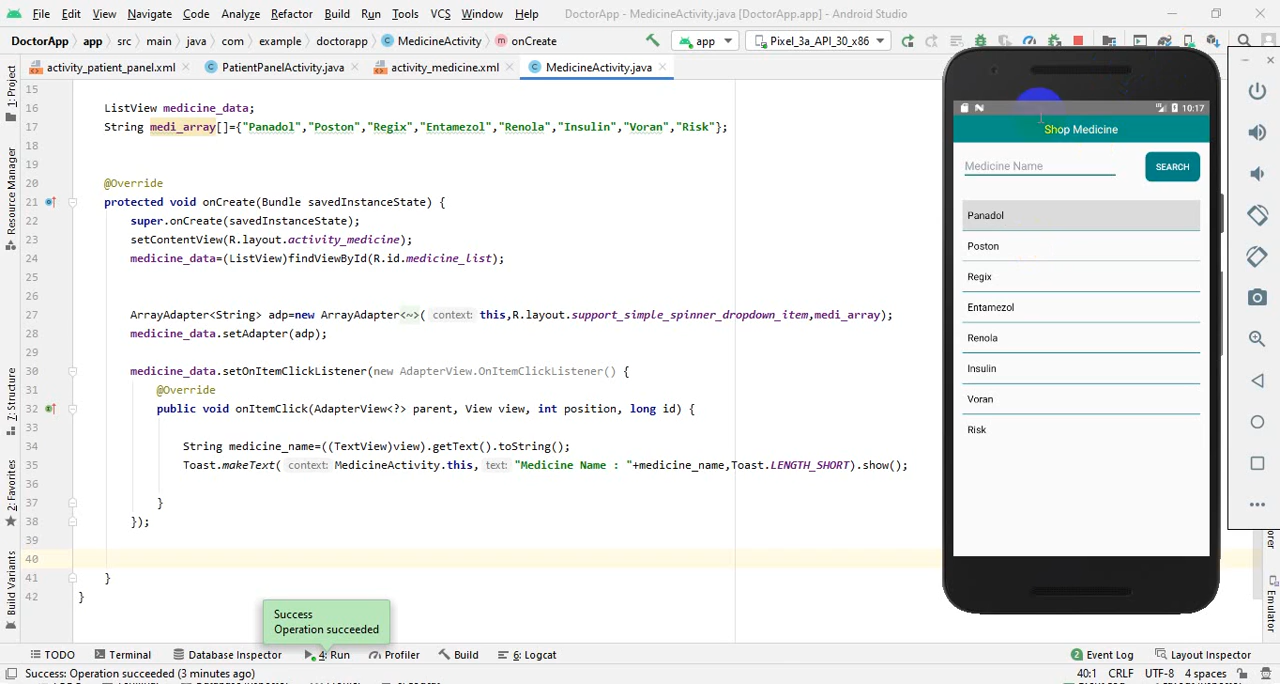 File Edit View Navigate Code Analyze Refactor Build Run Tools VCS Window Help DoctorApp - MedicineActivity.java [DoctorApp.app] - Android Studio
DoctorApp app src main java com doctorapp MedicineActivity onCreate app Pixel_3a_API_30_x86
activity_patient_panel.xml PatientPanelActivity.java activity_medicine.xml MedicineActivity.java
15
16 ListView medicine_data;
17 String medi_array[]={"Panadol","Poston","Regix","Entamezol","Renola","Insulin","Voran","Risk"};
18
19
20 @Override
21 protected void onCreate(Bundle savedInstanceState) {
22 super.onCreate(savedInstanceState);
23 setContentView(R.layout.activity_medicine);
24 medicine_data=(ListView)findViewById(R.id.medicine_list);
25
26
27 ArrayAdapter<String> adp=new ArrayAdapter<~>( context: this,R.layout.support_simple_spinner_dropdown_item,medi_array);
28 medicine_data.setAdapter(adp);
29
30 medicine_data.setOnItemClickListener(new AdapterView.OnItemClickListener() {
31 @Override
32 public void onItemClick(AdapterView<?> parent, View view, int position, long id) {
33
34 String medicine_name=((TextView)view).getText().toString();
35 Toast.makeText( context: MedicineActivity.this, text: "Medicine Name : "+medicine_name,Toast.LENGTH_SHORT).show();
36
37 }
38 });
39
40
41 }
42 }
1: Project
Resource Manager
7: Structure
2: Favorites
Build Variants
10:17
Shop Medicine
Medicine Name SEARCH
Panadol
Poston
Regix
Entamezol
Renola
Insulin
Voran
Risk
Emulator
Success
Operation succeeded
TODO Terminal Database Inspector 4: Run Profiler Build 6: Logcat 2 Event Log Layout Inspector
Success: Operation succeeded (3 minutes ago) 40:1 CRLF UTF-8 4 spaces